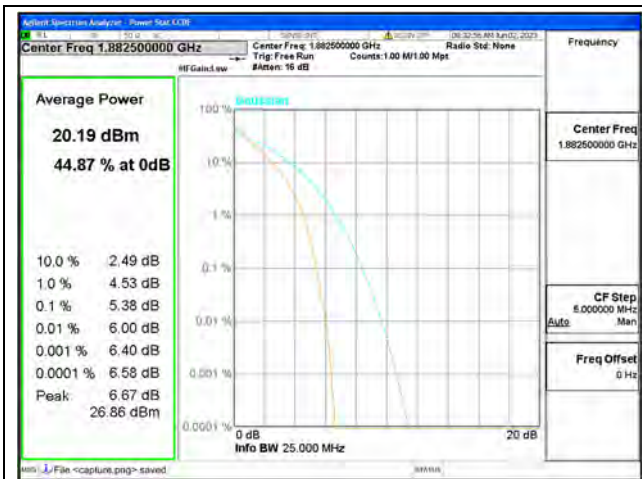 Agilent Spectrum Analyzer - Power Stat CCDF
Center Freq 1.882500000 GHz
Center Freq: 1.882500000 GHz
Radio Std: None
Trig: Free Run
Counts:1.00 M/1.00 Mpt
#IFGain:Low
#Atten: 16 dB
Frequency
Average Power
20.19 dBm
44.87 % at 0dB
10.0 % 2.49 dB
1.0 % 4.53 dB
0.1 % 5.38 dB
0.01 % 6.00 dB
0.001 % 6.40 dB
0.0001 % 6.58 dB
Peak 6.67 dB
26.86 dBm
Gaussian
100 %
10 %
1 %
0.1 %
0.01 %
0.001 %
0.0001 %
0 dB
20 dB
Info BW 25.000 MHz
Center Freq
1.882500000 GHz
CF Step
5.000000 MHz
Auto Man
Freq Offset
0 Hz
MSG
File <capture.png> saved
STATUS